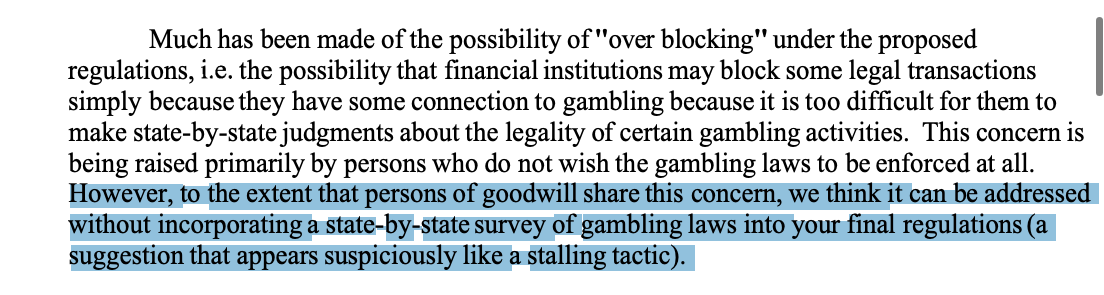 Much has been made of the possibility of "over blocking" under the proposed
regulations, i.e. the possibility that financial institutions may block some legal transactions
simply because they have some connection to gambling because it is too difficult for them to
make state-by-state judgments about the legality of certain gambling activities.  This concern is
being raised primarily by persons who do not wish the gambling laws to be enforced at all.
However, to the extent that persons of goodwill share this concern, we think it can be addressed
without incorporating a state-by-state survey of gambling laws into your final regulations (a
suggestion that appears suspiciously like a stalling tactic).